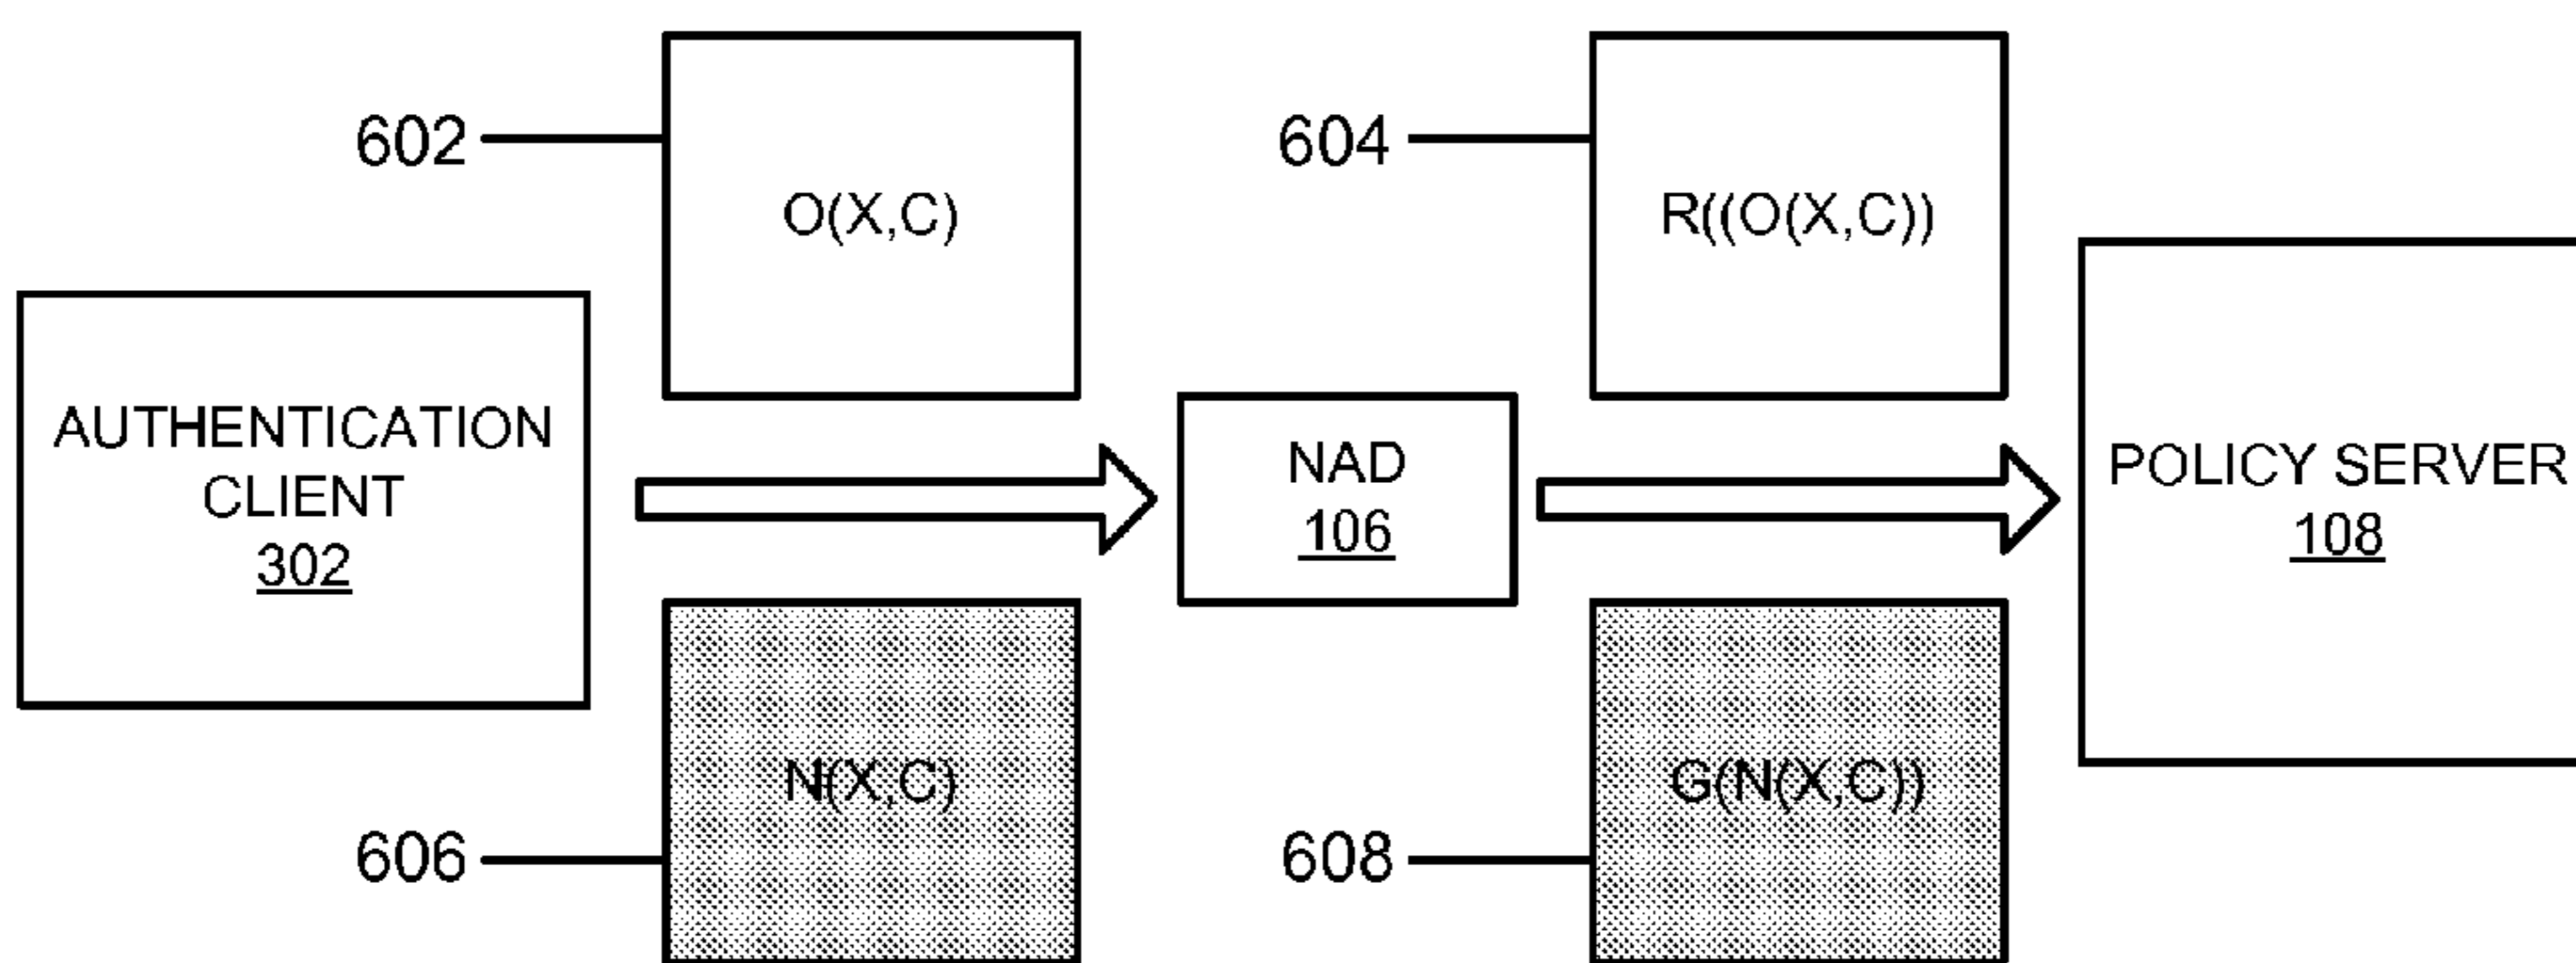 602
O(X,C)
604
R((O(X,C))
AUTHENTICATION
CLIENT
302
NAD
106
POLICY SERVER
108
606
N(X,C)
608
G(N(X,C))